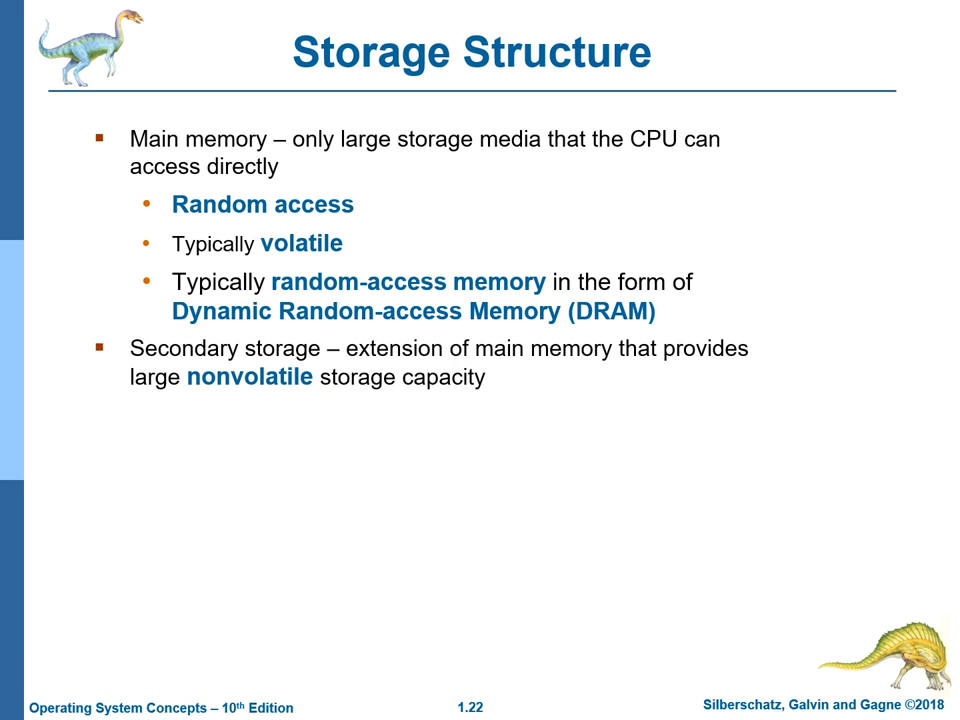 Storage Structure
▪ Main memory – only large storage media that the CPU can
access directly
• Random access
• Typically volatile
• Typically random-access memory in the form of
Dynamic Random-access Memory (DRAM)
▪ Secondary storage – extension of main memory that provides
large nonvolatile storage capacity
Operating System Concepts – 10th Edition
1.22
Silberschatz, Galvin and Gagne ©2018